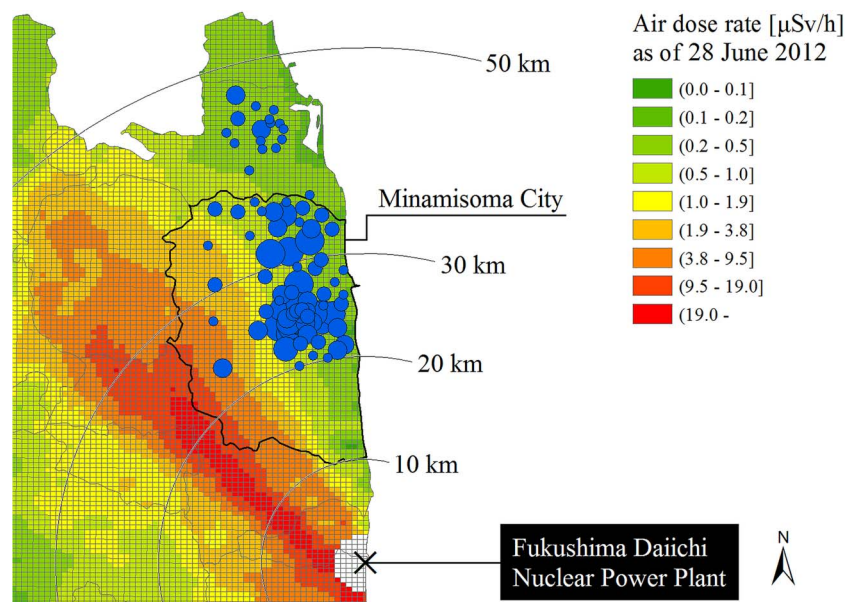 Air dose rate [µSv/h]
as of 28 June 2012
(0.0 - 0.1]
(0.1 - 0.2]
(0.2 - 0.5]
(0.5 - 1.0]
(1.0 - 1.9]
(1.9 - 3.8]
(3.8 - 9.5]
(9.5 - 19.0]
(19.0 -
50 km
Minamisoma City
30 km
20 km
10 km
Fukushima Daiichi
Nuclear Power Plant
N